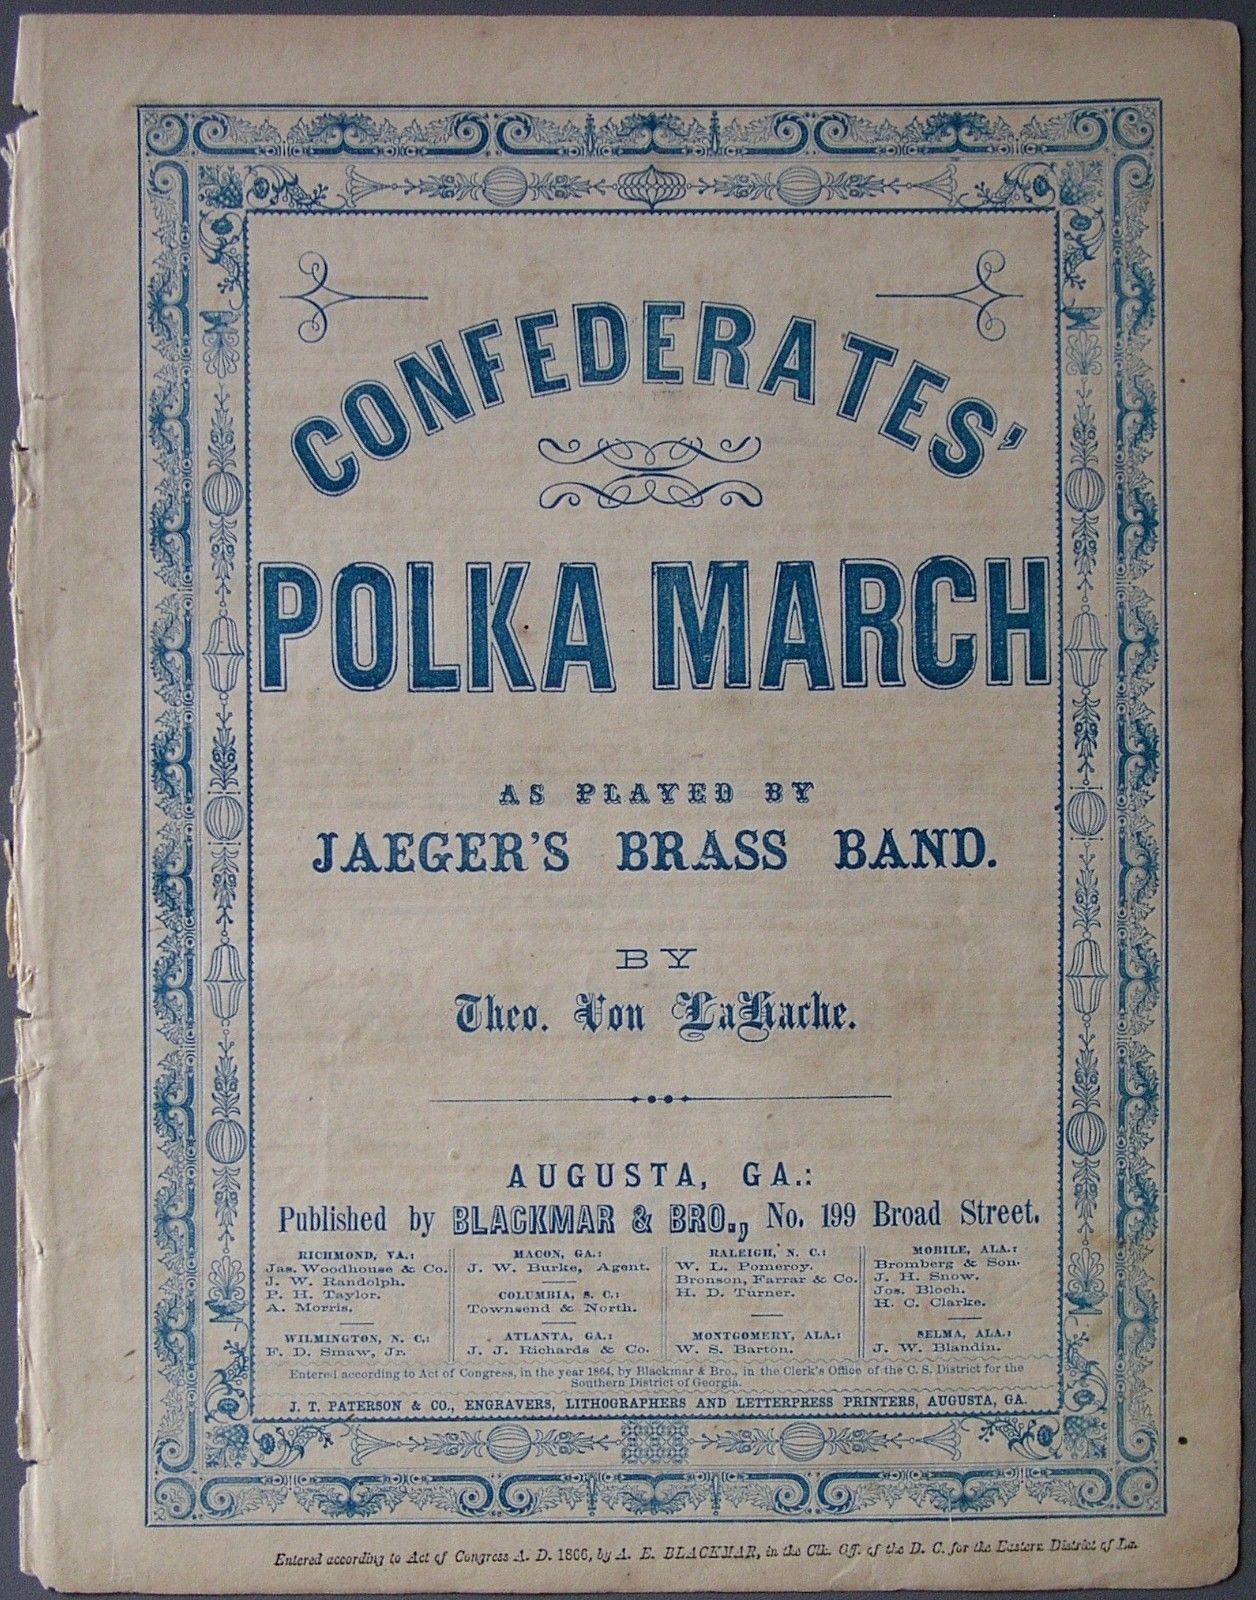 CONFEDERATES'
POLKA MARCH
AS PLAYED BY
JAEGER'S BRASS BAND.
BY
Theo. Von LaHache.
AUGUSTA, GA.:
Published by BLACKMAR & BRO., No. 199 Broad Street.
RICHMOND, VA.:
Jas. Woodhouse & Co.
J. W. Randolph.
P. H. Taylor.
A. Morris.
WILMINGTON, N. C.:
F. D. Smaw, Jr.
MACON, GA.:
J. W. Burke, Agent.
COLUMBIA, S. C.:
Townsend & North.
ATLANTA, GA.:
J. J. Richards & Co.
RALEIGH, N. C.:
W. L. Pomeroy.
Bronson, Farrar & Co.
H. D. Turner.
MONTGOMERY, ALA.:
W. S. Barton.
MOBILE, ALA.:
Bromberg & Son.
J. H. Snow.
Jos. Bloch.
H. C. Clarke.
SELMA, ALA.:
J. W. Blandin.
Entered according to Act of Congress, in the year 1864, by Blackmar & Bro., in the Clerk's Office of the C. S. District for the
Southern District of Georgia.
J. T. PATERSON & CO., ENGRAVERS, LITHOGRAPHERS AND LETTERPRESS PRINTERS, AUGUSTA, GA.
Entered according to Act of Congress A. D. 1866, by A. E. BLACKMAR, in the Clk. Off. of the D. C. for the Eastern District of La.